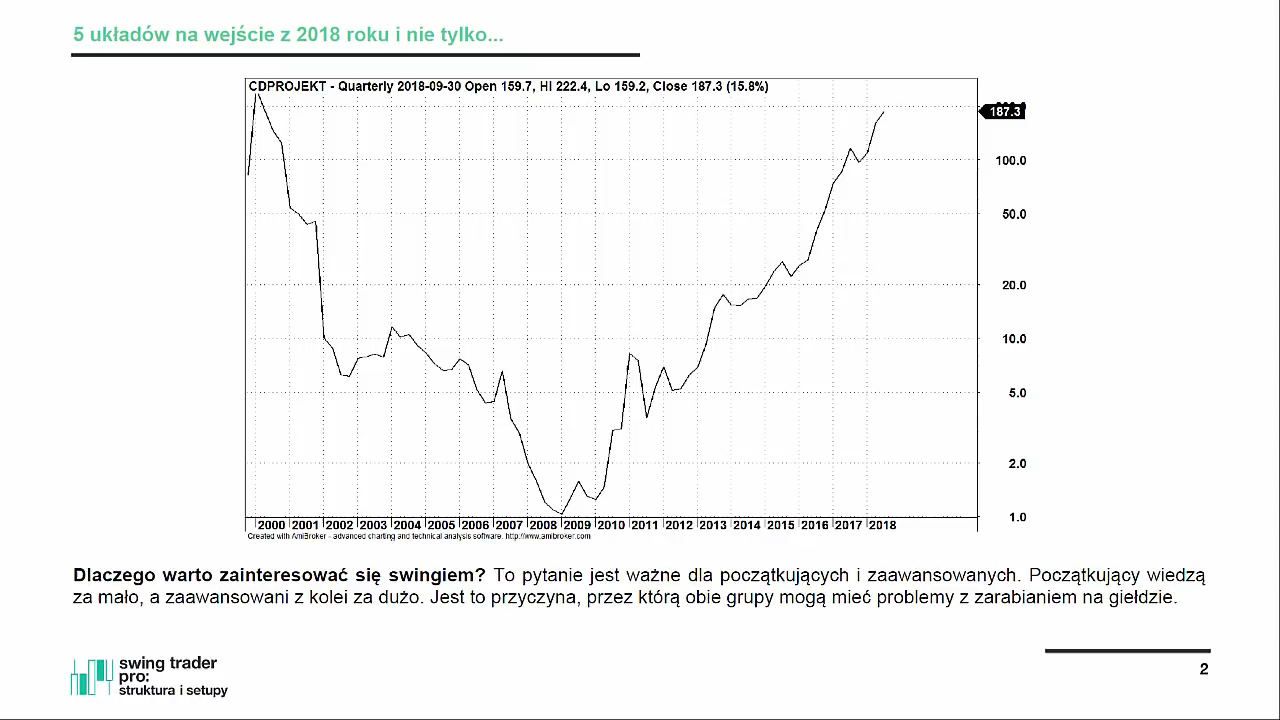 5 układów na wejście z 2018 roku i nie tylko...
CDPROJEKT - Quarterly 2018-09-30 Open 159.7, Hi 222.4, Lo 159.2, Close 187.3 (15.8%)
187.3
100.0
50.0
20.0
10.0
5.0
2.0
1.0
2000 2001 2002 2003 2004 2005 2006 2007 2008 2009 2010 2011 2012 2013 2014 2015 2016 2017 2018
Created with AmiBroker - advanced charting and technical analysis software. http://www.amibroker.com
Dlaczego warto zainteresować się swingiem? To pytanie jest ważne dla początkujących i zaawansowanych. Początkujący wiedzą
za mało, a zaawansowani z kolei za dużo. Jest to przyczyna, przez którą obie grupy mogą mieć problemy z zarabianiem na giełdzie.
swing trader
pro:
struktura i setupy
2